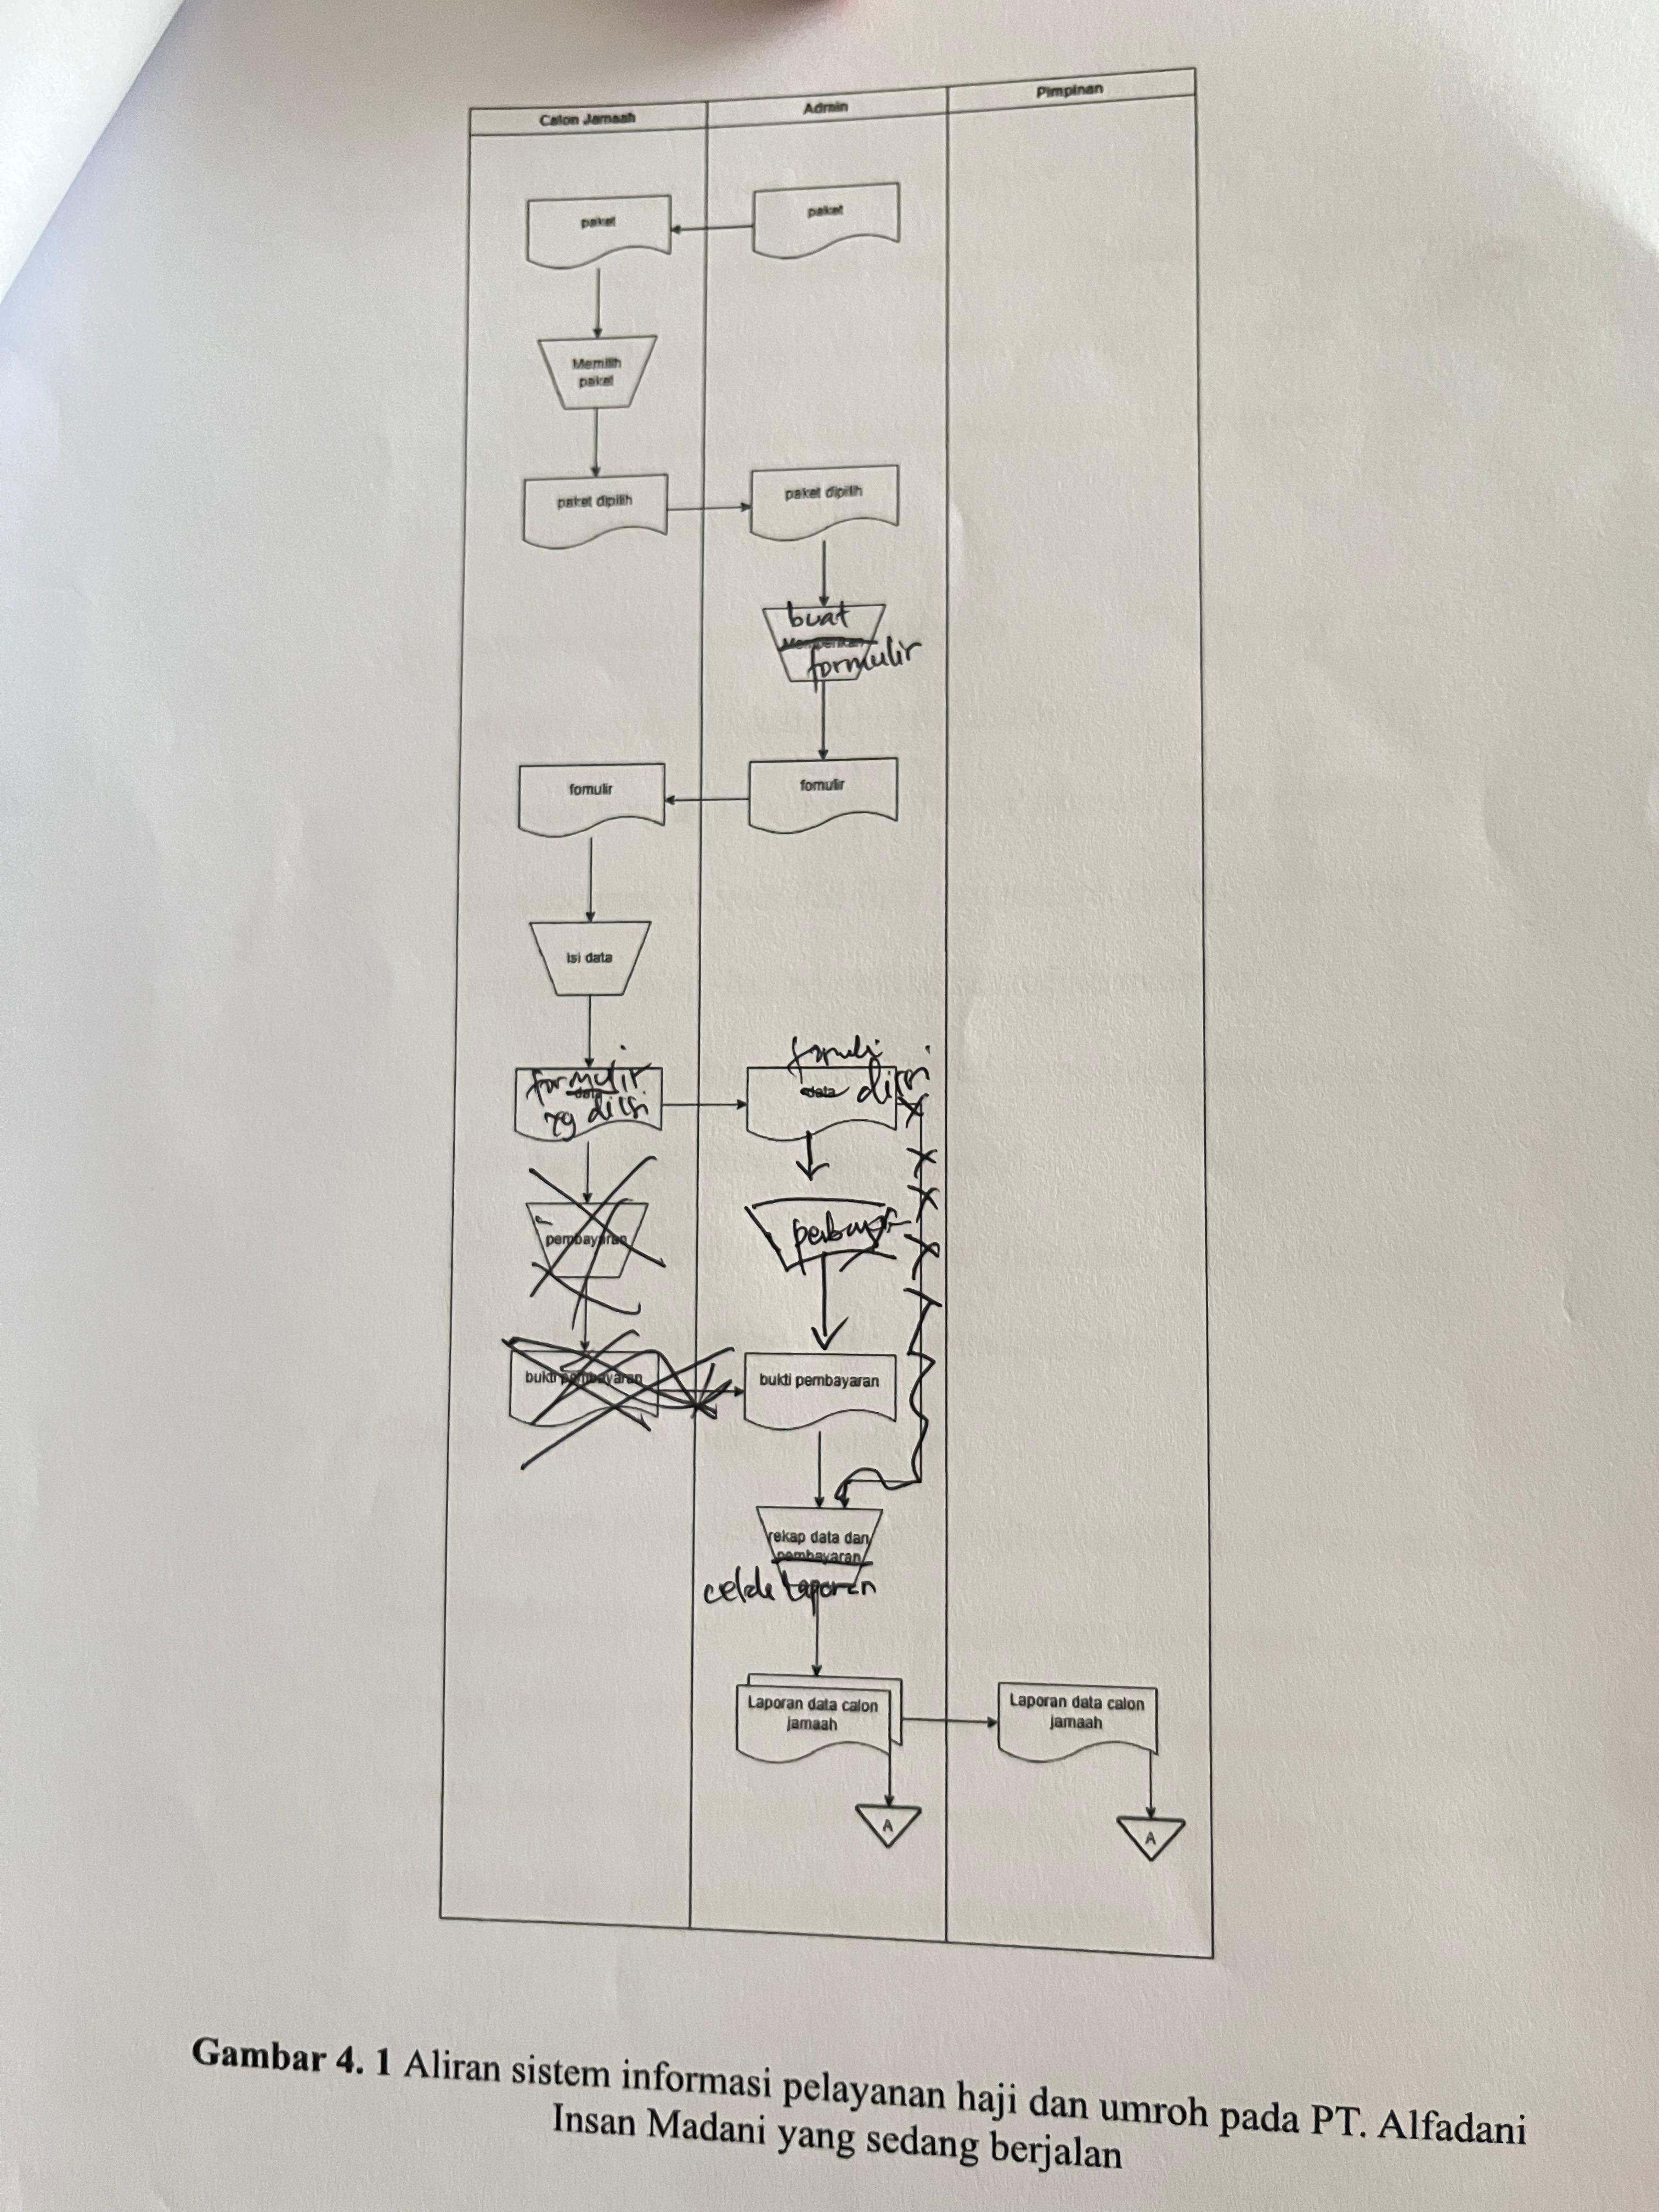 Calon Jamaah
Admin
Pimpinan
paket
paket
Memilih
paket
paket dipilih
paket dipilih
buat
Memberikan
formulir
fomulir
fomulir
Isi data
formulir
data
yg diisi
data
diisi
pembayaran
bukti pembayaran
bukti pembayaran
rekap data dan
pembayaran
laporan
Laporan data calon
jamaah
Laporan data calon
jamaah
A
A
Gambar 4. 1 Aliran sistem informasi pelayanan haji dan umroh pada PT. Alfadani
Insan Madani yang sedang berjalan